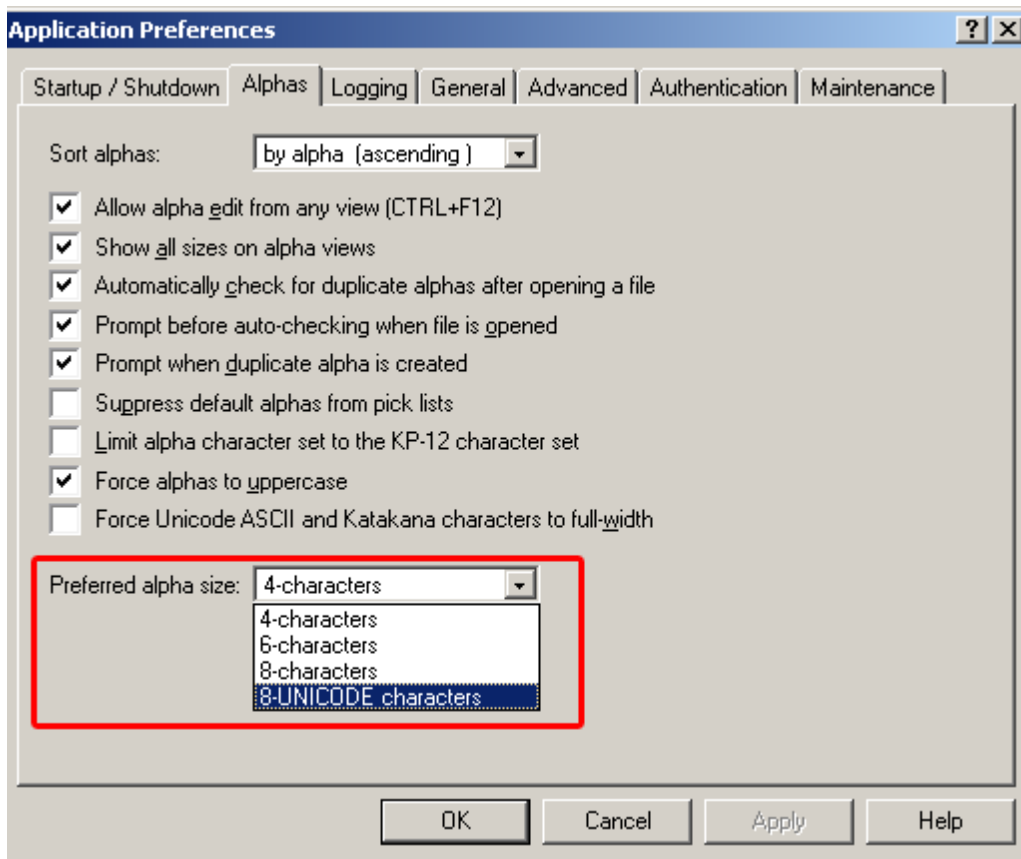 Application Preferences
Startup / Shutdown Alphas Logging General Advanced Authentication Maintenance
Sort alphas: by alpha (ascending )
Allow alpha edit from any view (CTRL+F12)
Show all sizes on alpha views
Automatically check for duplicate alphas after opening a file
Prompt before auto-checking when file is opened
Prompt when duplicate alpha is created
Suppress default alphas from pick lists
Limit alpha character set to the KP-12 character set
Force alphas to uppercase
Force Unicode ASCII and Katakana characters to full-width
Preferred alpha size: 4-characters
4-characters
6-characters
8-characters
8-UNICODE characters
OK Cancel Apply Help